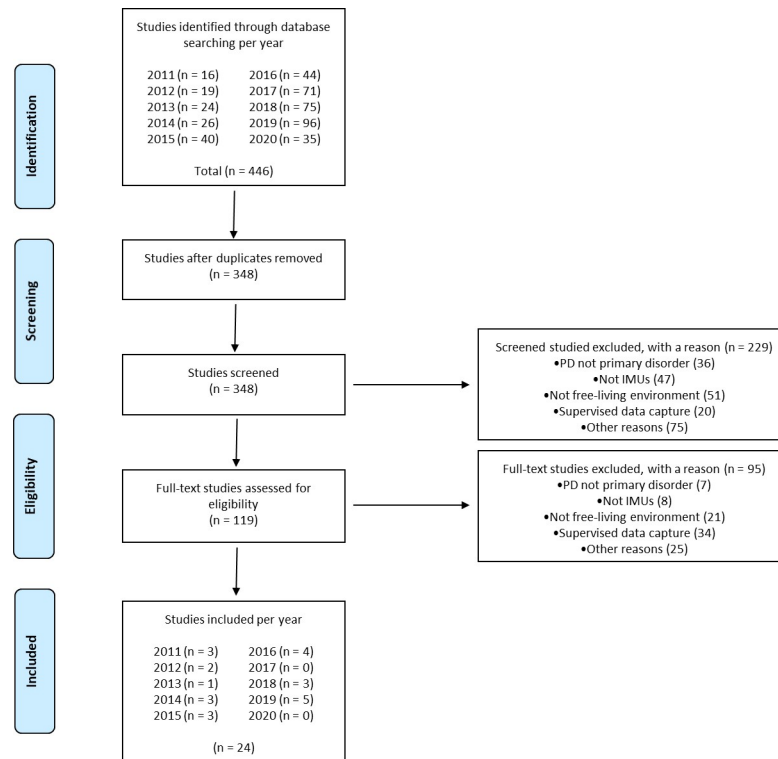 Identification
Studies identified through database
searching per year
2011 (n = 16) 2016 (n = 44)
2012 (n = 19) 2017 (n = 71)
2013 (n = 24) 2018 (n = 75)
2014 (n = 26) 2019 (n = 96)
2015 (n = 40) 2020 (n = 35)
Total (n = 446)
Screening
Studies after duplicates removed
(n = 348)
Studies screened
(n = 348)
Screened studied excluded, with a reason (n = 229)
•PD not primary disorder (36)
•Not IMUs (47)
•Not free-living environment (51)
•Supervised data capture (20)
•Other reasons (75)
Eligibility
Full-text studies assessed for
eligibility
(n = 119)
Full-text studies excluded, with a reason (n = 95)
•PD not primary disorder (7)
•Not IMUs (8)
•Not free-living environment (21)
•Supervised data capture (34)
•Other reasons (25)
Included
Studies included per year
2011 (n = 3) 2016 (n = 4)
2012 (n = 2) 2017 (n = 0)
2013 (n = 1) 2018 (n = 3)
2014 (n = 3) 2019 (n = 5)
2015 (n = 3) 2020 (n = 0)
(n = 24)